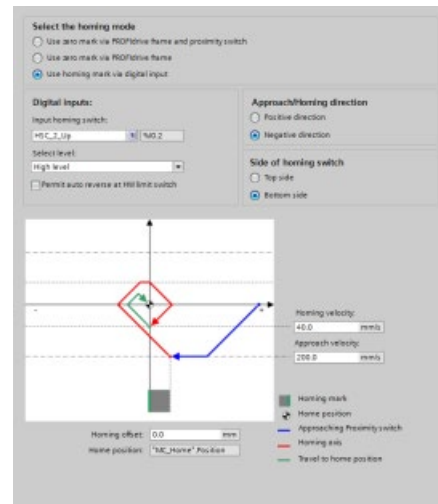 Select the homing mode
Use zero mark via PROFIdrive frame and proximity switch
Use zero mark via PROFIdrive frame
Use homing mark via digital input
Digital inputs:
Input homing switch:
HSC_2_Up
%I0.2
Select level:
High level
Permit auto reverse at HW limit switch
Approach/Homing direction
Positive direction
Negative direction
Side of homing switch
Top side
Bottom side
-
+
Homing velocity:
40.0 mm/s
Approach velocity:
200.0 mm/s
Homing mark
Home position
Approaching Proximity switch
Homing axis
Travel to home position
Homing offset: 0.0 mm
Home position: "MC_Home".Position